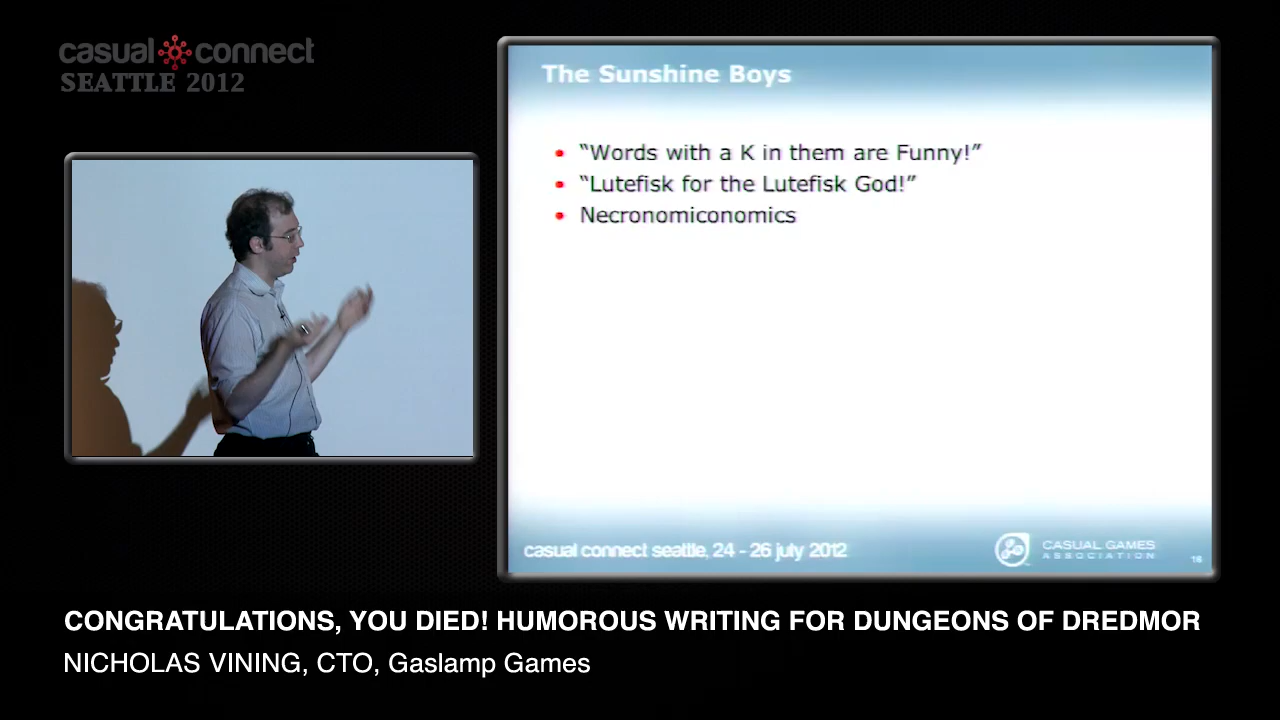 casual connect
SEATTLE 2012
The Sunshine Boys
• “Words with a K in them are Funny!”
• “Lutefisk for the Lutefisk God!”
• Necronomiconomics
casual connect seattle, 24 - 26 july 2012
CASUAL GAMES
ASSOCIATION
16
CONGRATULATIONS, YOU DIED! HUMOROUS WRITING FOR DUNGEONS OF DREDMOR
NICHOLAS VINING, CTO, Gaslamp Games